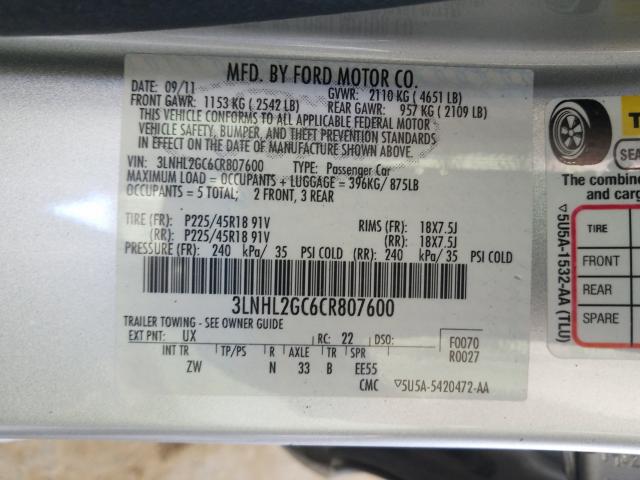 MFD. BY FORD MOTOR CO.
DATE: 09/11 GVWR: 2110 KG ( 4651 LB)
FRONT GAWR: 1153 KG ( 2542 LB) REAR GAWR: 957 KG ( 2109 LB)
THIS VEHICLE CONFORMS TO ALL APPLICABLE FEDERAL MOTOR
VEHICLE SAFETY, BUMPER, AND THEFT PREVENTION STANDARDS
IN EFFECT ON THE DATE OF MANUFACTURE SHOWN ABOVE.
VIN: 3LNHL2GC6CR807600 TYPE: Passenger Car
MAXIMUM LOAD = OCCUPANTS + LUGGAGE = 396KG/ 875LB
OCCUPANTS = 5 TOTAL; 2 FRONT, 3 REAR
TIRE (FR): P225/45R18 91V RIMS (FR): 18X7.5J
(RR): P225/45R18 91V (RR): 18X7.5J
PRESSURE (FR): 240 kPa/ 35 PSI COLD (RR): 240 kPa/ 35 PSI COLD
3LNHL2GC6CR807600
TRAILER TOWING - SEE OWNER GUIDE
EXT PNT: UX RC: 22 DSO: F0070
R0027
INT TR TP/PS R AXLE TR SPR
ZW N 33 B EE55
CMC 5U5A-5420472-AA
The combine
and carg
TIRE
FRONT
REAR
SPARE
5U5A-1532-AA (TLU)